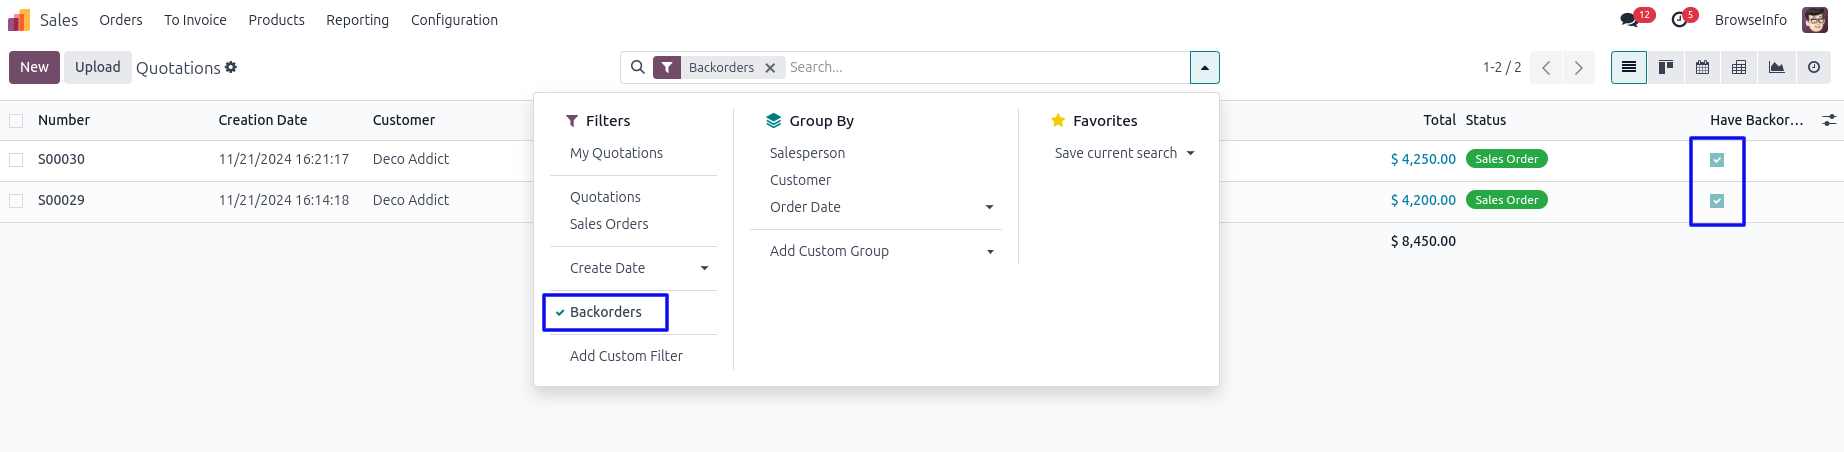 Sales Orders To Invoice Products Reporting Configuration 12 5 BrowseInfo
New Upload Quotations Backorders Search... 1-2 / 2
Number Creation Date Customer Total Status Have Backor...
S00030 11/21/2024 16:21:17 Deco Addict $ 4,250.00 Sales Order
S00029 11/21/2024 16:14:18 Deco Addict $ 4,200.00 Sales Order
$ 8,450.00
Filters
My Quotations
Quotations
Sales Orders
Create Date
Backorders
Add Custom Filter
Group By
Salesperson
Customer
Order Date
Add Custom Group
Favorites
Save current search